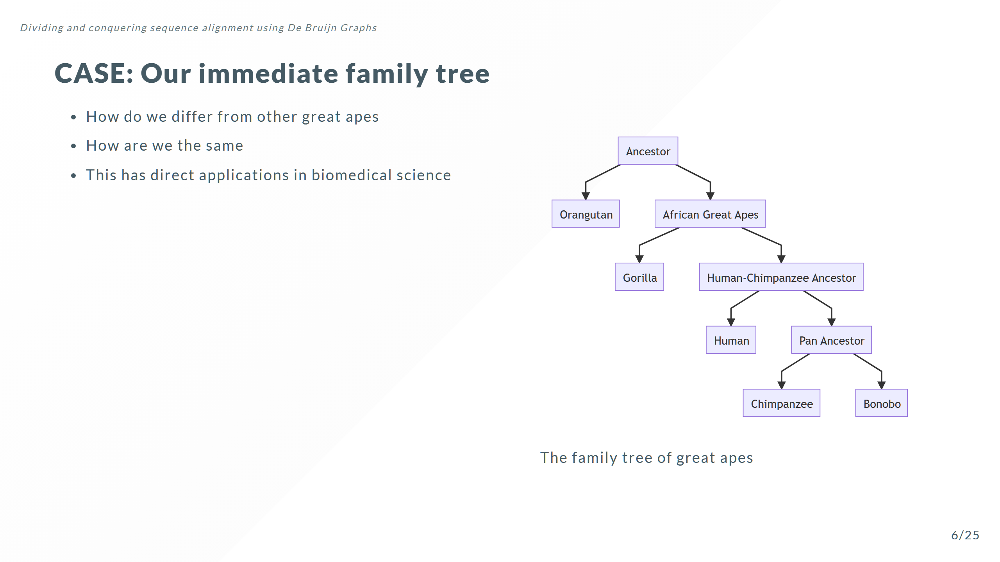 Dividing and conquering sequence alignment using De Bruijn Graphs
CASE: Our immediate family tree
How do we differ from other great apes
How are we the same
This has direct applications in biomedical science
Ancestor
Orangutan
African Great Apes
Gorilla
Human-Chimpanzee Ancestor
Human
Pan Ancestor
Chimpanzee
Bonobo
The family tree of great apes
6/25